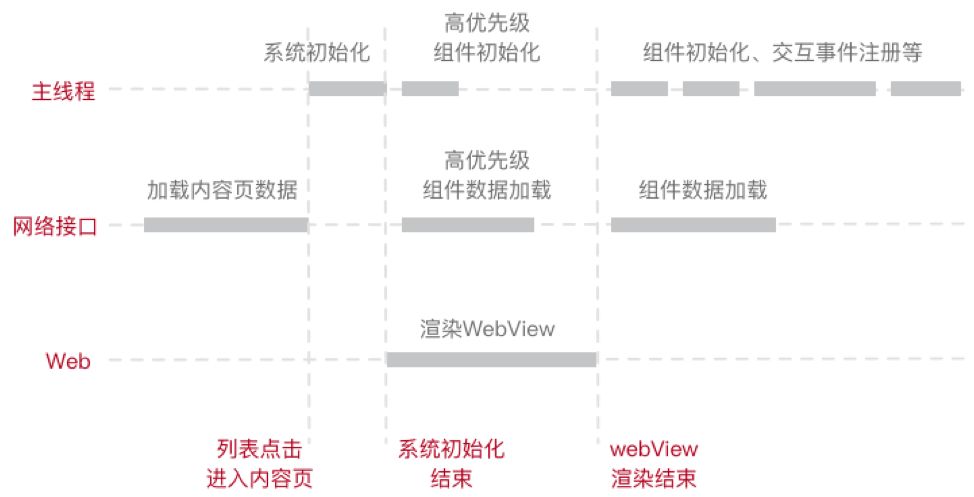 高优先级
系统初始化
组件初始化
组件初始化、交互事件注册等
主线程
高优先级
加载内容页数据
组件数据加载
组件数据加载
网络接口
渲染WebView
Web
列表点击
进入内容页
系统初始化
结束
webView
渲染结束